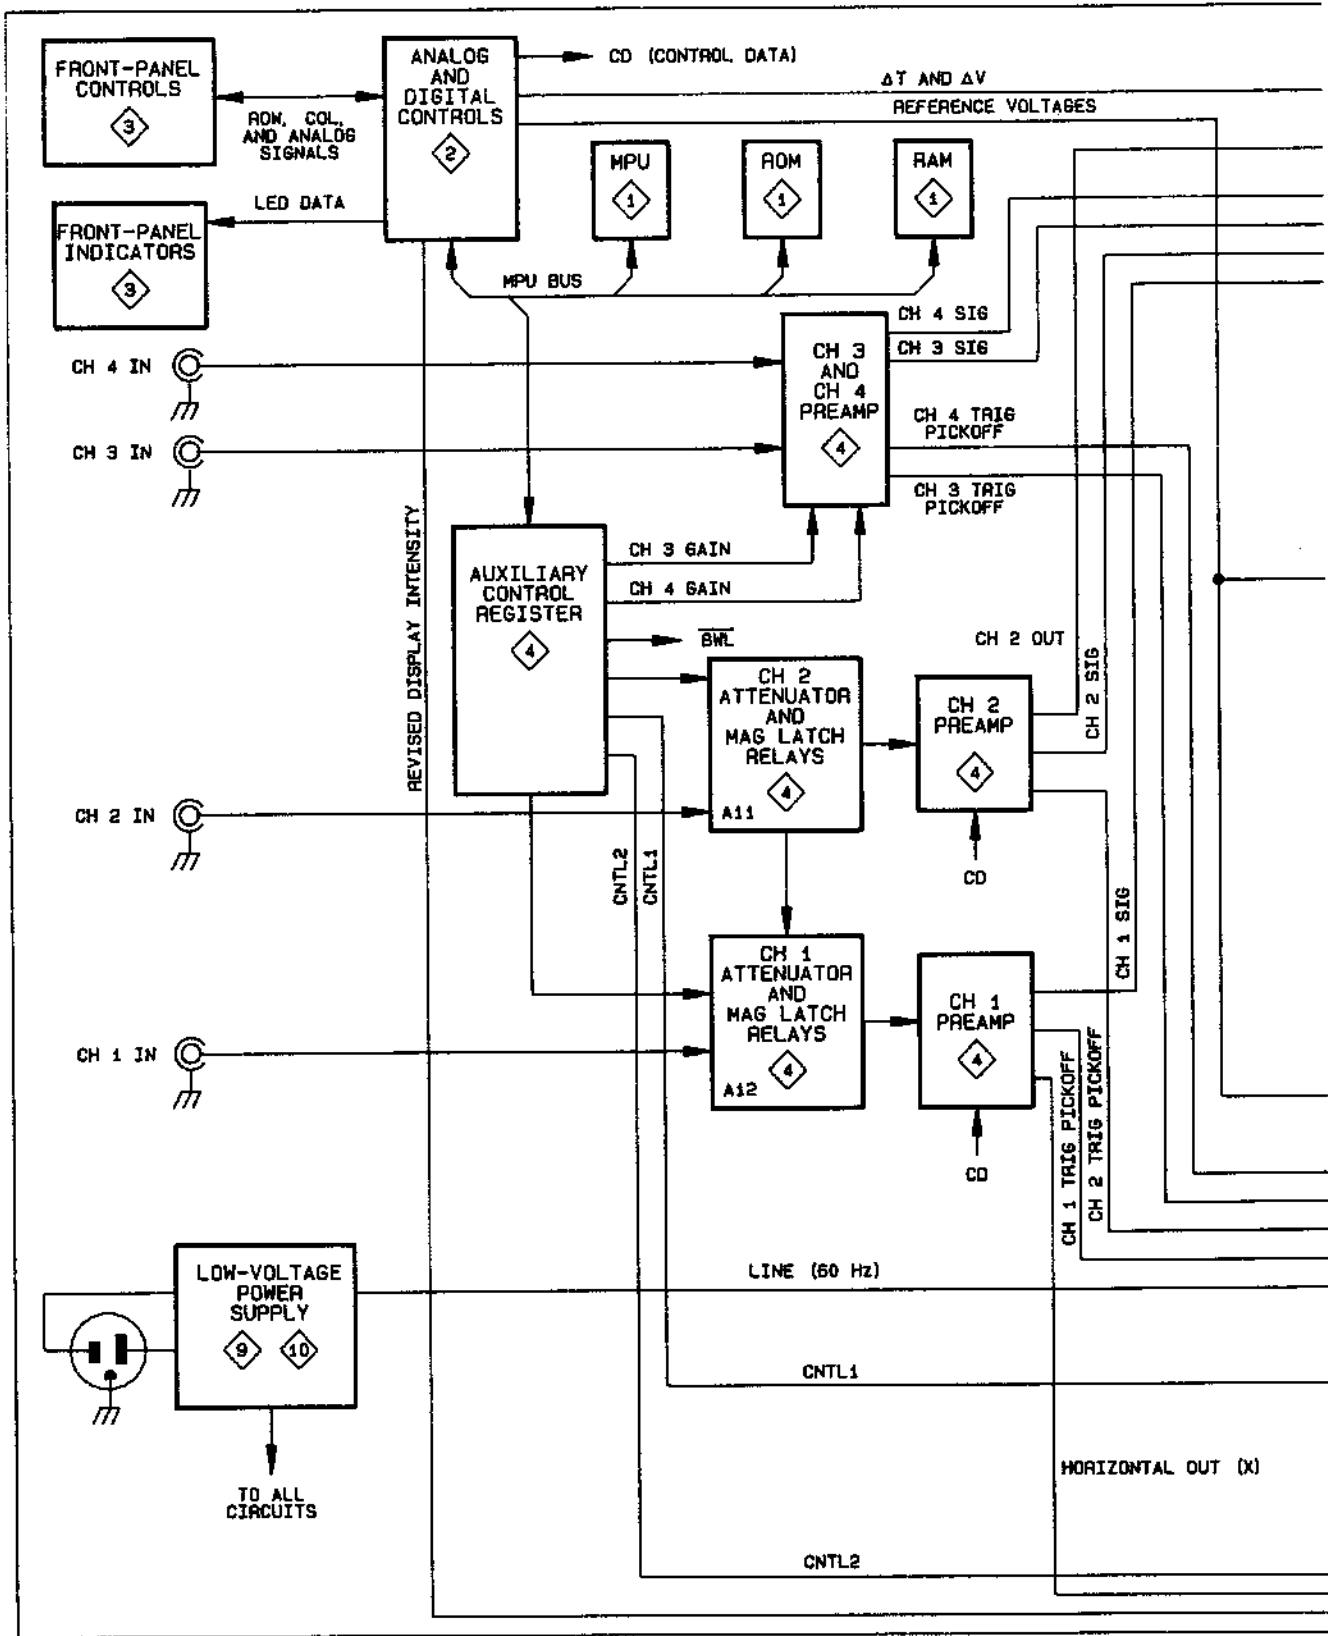 FRONT-PANEL
CONTROLS
3
ROW, COL,
AND ANALOG
SIGNALS
ANALOG
AND
DIGITAL
CONTROLS
2
CD (CONTROL DATA)
ΔT AND ΔV
REFERENCE VOLTAGES
MPU
1
ROM
1
RAM
1
LED DATA
FRONT-PANEL
INDICATORS
3
MPU BUS
CH 4 IN
CH 3 IN
CH 3
AND
CH 4
PREAMP
4
CH 4 SIG
CH 3 SIG
CH 4 TRIG
PICKOFF
CH 3 TRIG
PICKOFF
REVISED DISPLAY INTENSITY
AUXILIARY
CONTROL
REGISTER
4
CH 3 GAIN
CH 4 GAIN
BWL
CH 2
ATTENUATOR
AND
MAG LATCH
RELAYS
4
A11
CH 2 OUT
CH 2 SIG
CH 2
PREAMP
4
CD
CH 2 IN
CNTL2
CNTL1
CH 1 SIG
CH 1
ATTENUATOR
AND
MAG LATCH
RELAYS
4
A12
CH 1
PREAMP
4
CD
CH 1 IN
CH 1 TRIG PICKOFF
CH 2 TRIG PICKOFF
LOW-VOLTAGE
POWER
SUPPLY
9 10
LINE (60 Hz)
CNTL1
TO ALL
CIRCUITS
HORIZONTAL OUT (X)
CNTL2